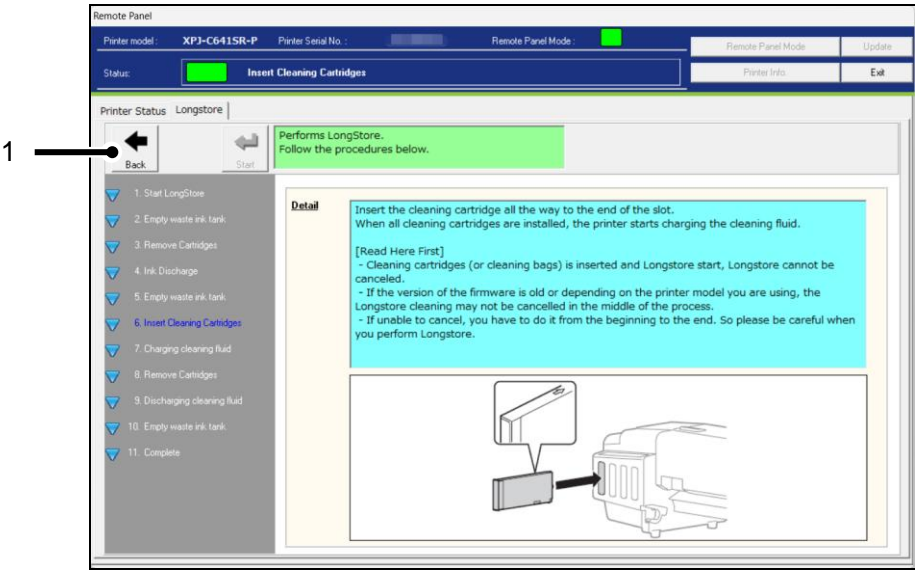 Remote Panel
Printer model : XPJ-C641SR-P Printer Serial No. : Remote Panel Mode :
Remote Panel Mode Update
Status: Insert Cleaning Cartridges
Printer Info. Exit
Printer Status Longstore
1
Back Start
Performs LongStore.
Follow the procedures below.
1. Start LongStore
2. Empty waste ink tank
3. Remove Cartridges
4. Ink Discharge
5. Empty waste ink tank
6. Insert Cleaning Cartridges
7. Charging cleaning fluid
8. Remove Cartridges
9. Discharging cleaning fluid
10. Empty waste ink tank
11. Complete
Detail
Insert the cleaning cartridge all the way to the end of the slot.
When all cleaning cartridges are installed, the printer starts charging the cleaning fluid.
[Read Here First]
- Cleaning cartridges (or cleaning bags) is inserted and Longstore start, Longstore cannot be
canceled.
- If the version of the firmware is old or depending on the printer model you are using, the
Longstore cleaning may not be cancelled in the middle of the process.
- If unable to cancel, you have to do it from the beginning to the end. So please be careful when
you perform Longstore.